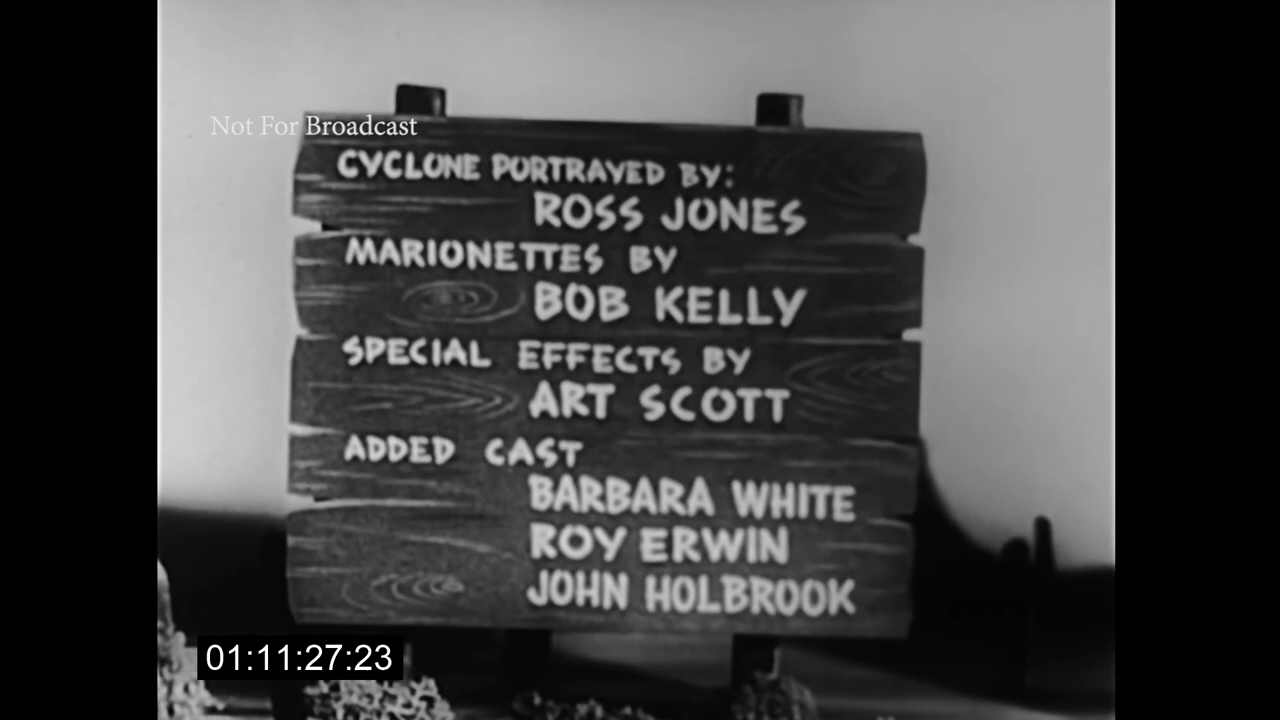 Not For Broadcast
CYCLONE PORTRAYED BY:
ROSS JONES
MARIONETTES BY
BOB KELLY
SPECIAL EFFECTS BY
ART SCOTT
ADDED CAST
BARBARA WHITE
ROY ERWIN
JOHN HOLBROOK
01:11:27:23